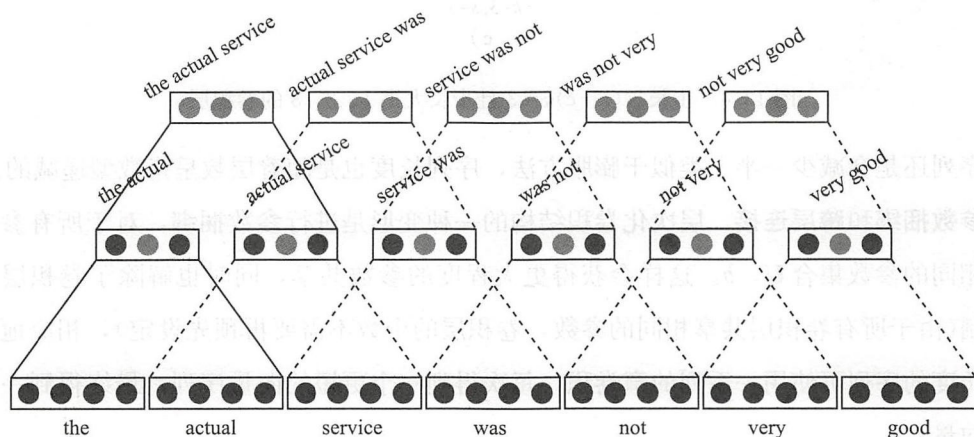 the actual service
actual service was
service was not
was not very
not very good
the actual
actual service
service was
was not
not very
very good
the actual service was not very good